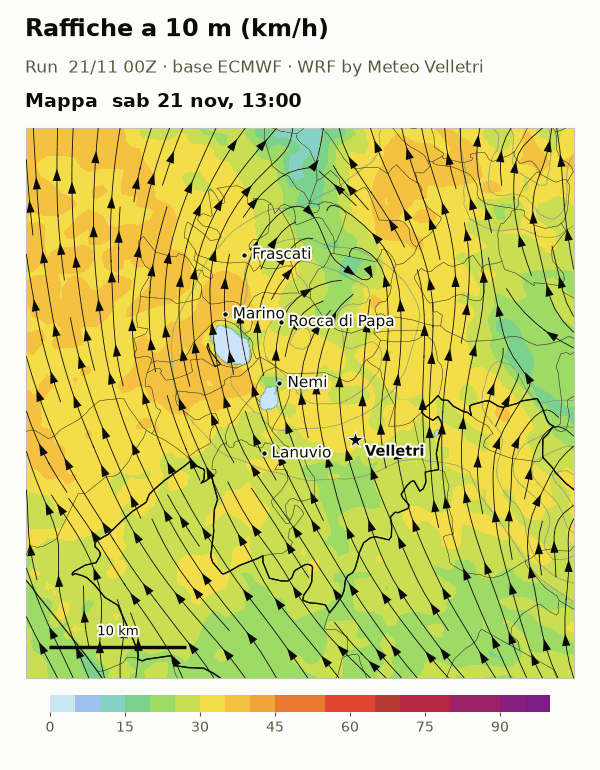 Raffiche a 10 m (km/h)
Run 21/11 00Z · base ECMWF · WRF by Meteo Velletri
Mappa sab 21 nov, 13:00
Frascati
Marino
Rocca di Papa
Nemi
Velletri
Lanuvio
10 km
0 15 30 45 60 75 90